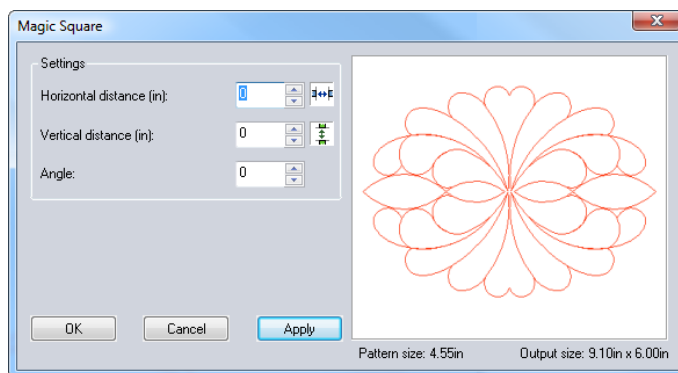 Magic Square
Settings
Horizontal distance (in):
0
Vertical distance (in):
0
Angle:
0
OK
Cancel
Apply
Pattern size: 4.55in
Output size: 9.10in x 6.00in